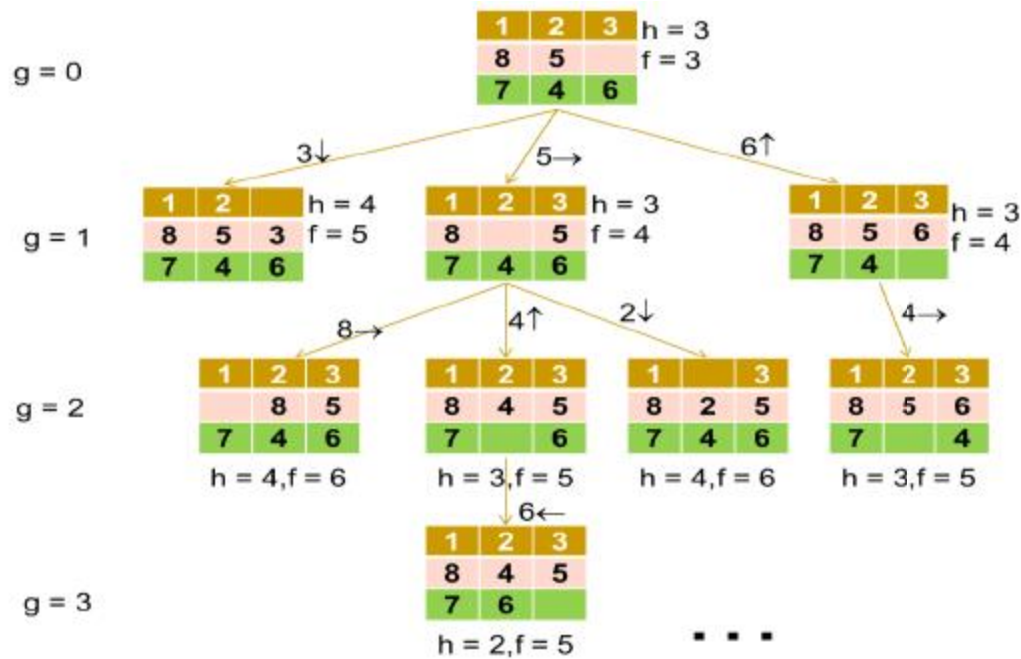 1 2 3 h = 3
g = 0 8 5 f = 3
7 4 6
3↓ 5→ 6↑
1 2 h = 4 1 2 3 h = 3 1 2 3 h = 3
g = 1 8 5 3 f = 5 8 5 f = 4 8 5 6 f = 4
7 4 6 7 4 6 7 4
8→ 4↑ 2↓ 4→
1 2 3 1 2 3 1 3 1 2 3
g = 2 8 5 8 4 5 8 2 5 8 5 6
7 4 6 7 6 7 4 6 7 4
h = 4,f = 6 h = 3,f = 5 h = 4,f = 6 h = 3,f = 5
6←
1 2 3
8 4 5
g = 3 7 6
h = 2,f = 5 ...